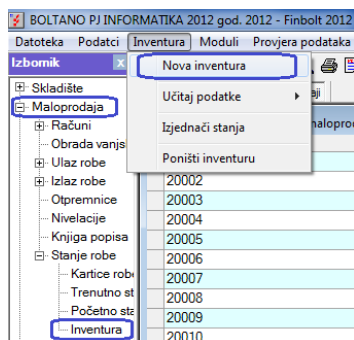 BOLTANO PJ INFORMATIKA 2012 god. 2012 - Finbolt 2012
Datoteka Podatci Inventura Moduli Provjera podataka
Izbornik x
Nova inventura
Učitaj podatke
Izjednači stanja
Poništi inventuru
Skladište
Maloprodaja
Računi
Obrada vanjs
Ulaz robe
Izlaz robe
Otpremnice
Nivelacije
Knjiga popisa
Stanje robe
Kartice robe
Trenutno st
Početno sta
Inventura
aji
maloprod
20002
20003
20004
20005
20006
20007
20008
20009
20010